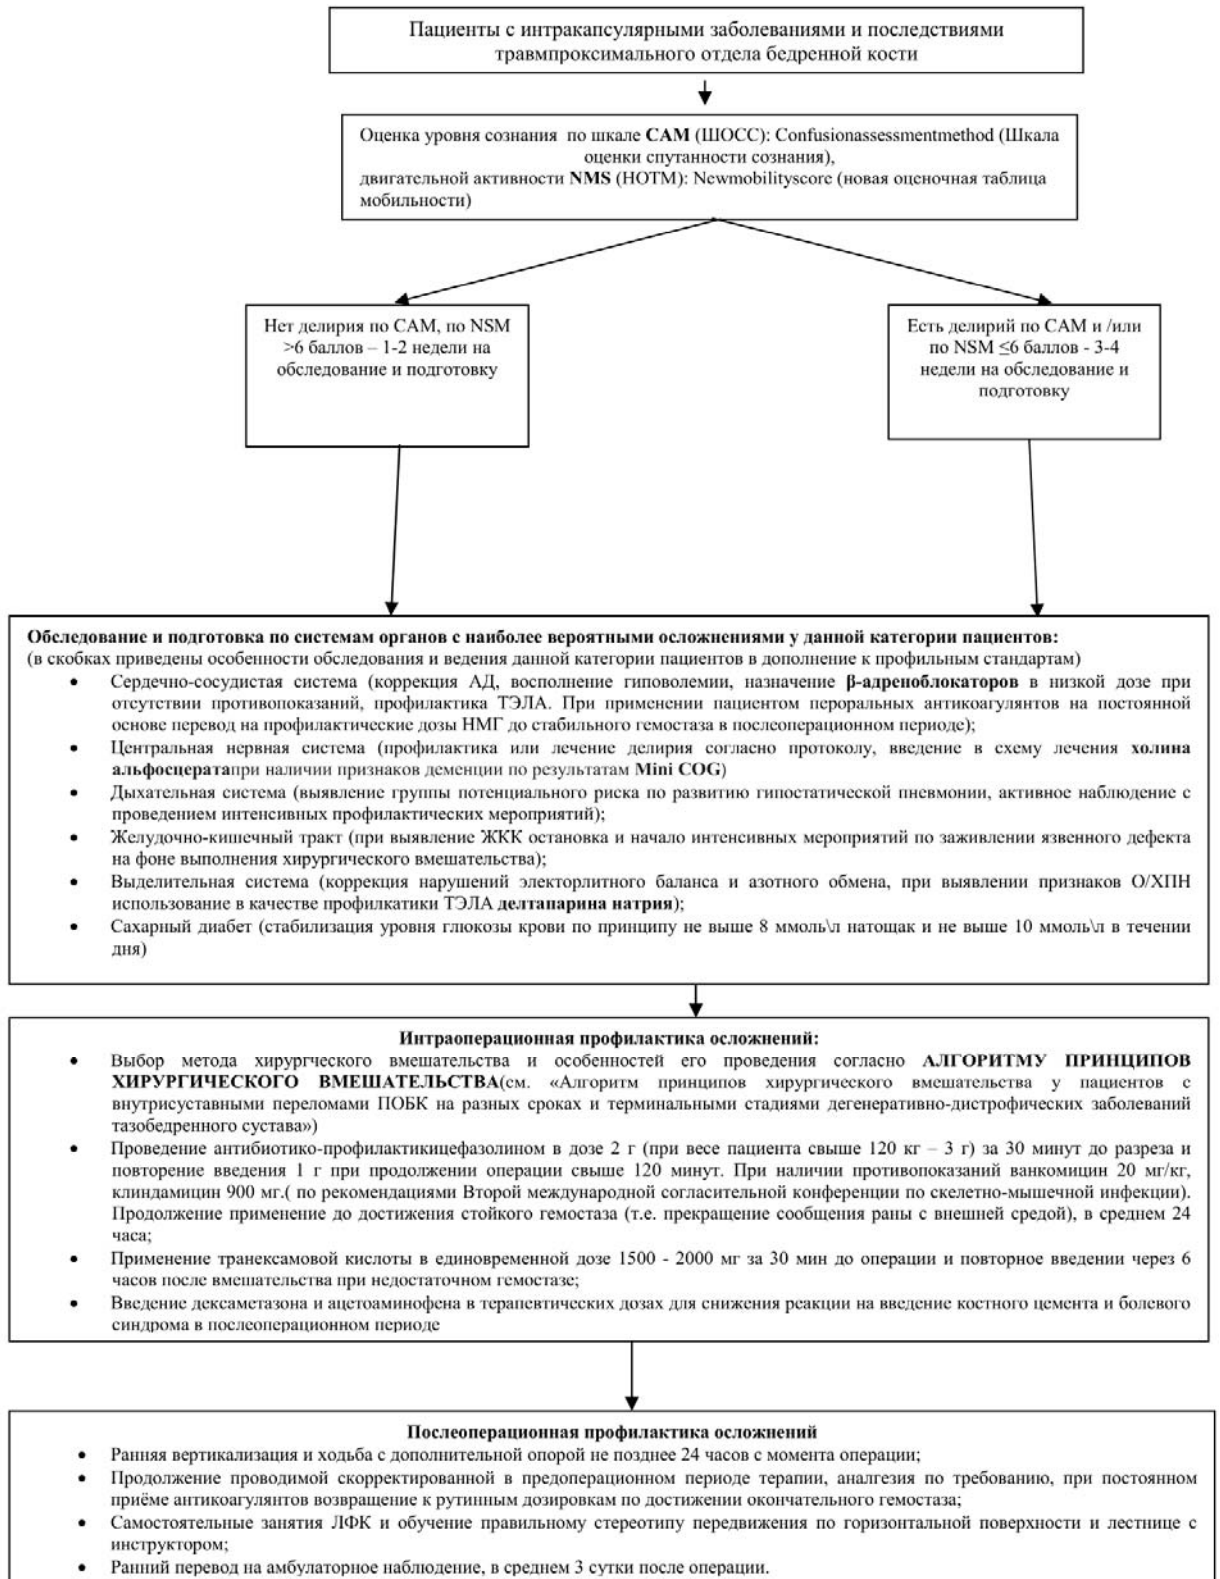 Пациенты с интракапсулярными заболеваниями и последствиями
травмпроксимального отдела бедренной кости
Оценка уровня сознания по шкале САМ (ШОСС): Confusionassessmentmethod (Шкала
оценки спутанности сознания),
двигательной активности NMS (НОТМ): Newmobilityscore (новая оценочная таблица
мобильности)
Нет делирия по САМ, по NSM
>6 баллов – 1-2 недели на
обследование и подготовку
Есть делирий по САМ и /или
по NSM ≤6 баллов - 3-4
недели на обследование и
подготовку
Обследование и подготовка по системам органов с наиболее вероятными осложнениями у данной категории пациентов:
(в скобках приведены особенности обследования и ведения данной категории пациентов в дополнение к профильным стандартам)
• Сердечно-сосудистая система (коррекция АД, восполнение гиповолемии, назначение β-адреноблокаторов в низкой дозе при
отсутствии противопоказаний, профилактика ТЭЛА. При применении пациентом пероральных антикоагулянтов на постоянной
основе перевод на профилактические дозы НМГ до стабильного гемостаза в послеоперационном периоде);
• Центральная нервная система (профилактика или лечение делирия согласно протоколу, введение в схему лечения холина
альфосцератапри наличии признаков деменции по результатам Mini COG)
• Дыхательная система (выявление группы потенциального риска по развитию гипостатической пневмонии, активное наблюдение с
проведением интенсивных профилактических мероприятий);
• Желудочно-кишечный тракт (при выявление ЖКК остановка и начало интенсивных мероприятий по заживлении язвенного дефекта
на фоне выполнения хирургического вмешательства);
• Выделительная система (коррекция нарушений электорлитного баланса и азотного обмена, при выявлении признаков О/ХПН
использование в качестве профилкатики ТЭЛА делтапарина натрия);
• Сахарный диабет (стабилизация уровня глюкозы крови по принципу не выше 8 ммоль\л натощак и не выше 10 ммоль\л в течении
дня)
Интраоперационная профилактика осложнений:
• Выбор метода хирургческого вмешательства и особенностей его проведения согласно АЛГОРИТМУ ПРИНЦИПОВ
ХИРУРГИЧЕСКОГО ВМЕШАТЕЛЬСТВА(см. «Алгоритм принципов хирургического вмешательства у пациентов с
внутрисуставными переломами ПОБК на разных сроках и терминальными стадиями дегенеративно-дистрофических заболеваний
тазобедренного сустава»)
• Проведение антибиотико-профилактикицефазолином в дозе 2 г (при весе пациента свыше 120 кг – 3 г) за 30 минут до разреза и
повторение введения 1 г при продолжении операции свыше 120 минут. При наличии противопоказаний ванкомицин 20 мг/кг,
клиндамицин 900 мг.( по рекомендациями Второй международной согласительной конференции по скелетно-мышечной инфекции).
Продолжение применение до достижения стойкого гемостаза (т.е. прекращение сообщения раны с внешней средой), в среднем 24
часа;
• Применение транексамовой кислоты в единовременной дозе 1500 - 2000 мг за 30 мин до операции и повторное введении через 6
часов после вмешательства при недостаточном гемостазе;
• Введение дексаметазона и ацетоаминофена в терапевтических дозах для снижения реакции на введение костного цемента и болевого
синдрома в послеоперационном периоде
Послеоперационная профилактика осложнений
• Ранняя вертикализация и ходьба с дополнительной опорой не позднее 24 часов с момента операции;
• Продолжение проводимой скорректированной в предоперационном периоде терапии, аналгезия по требованию, при постоянном
приёме антикоагулянтов возвращение к рутинным дозировкам по достижении окончательного гемостаза;
• Самостоятельные занятия ЛФК и обучение правильному стереотипу передвижения по горизонтальной поверхности и лестнице с
инструктором;
• Ранний перевод на амбулаторное наблюдение, в среднем 3 сутки после операции.